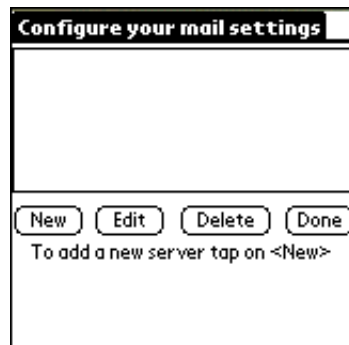 Configure your mail settings
New Edit Delete Done
To add a new server tap on <New>